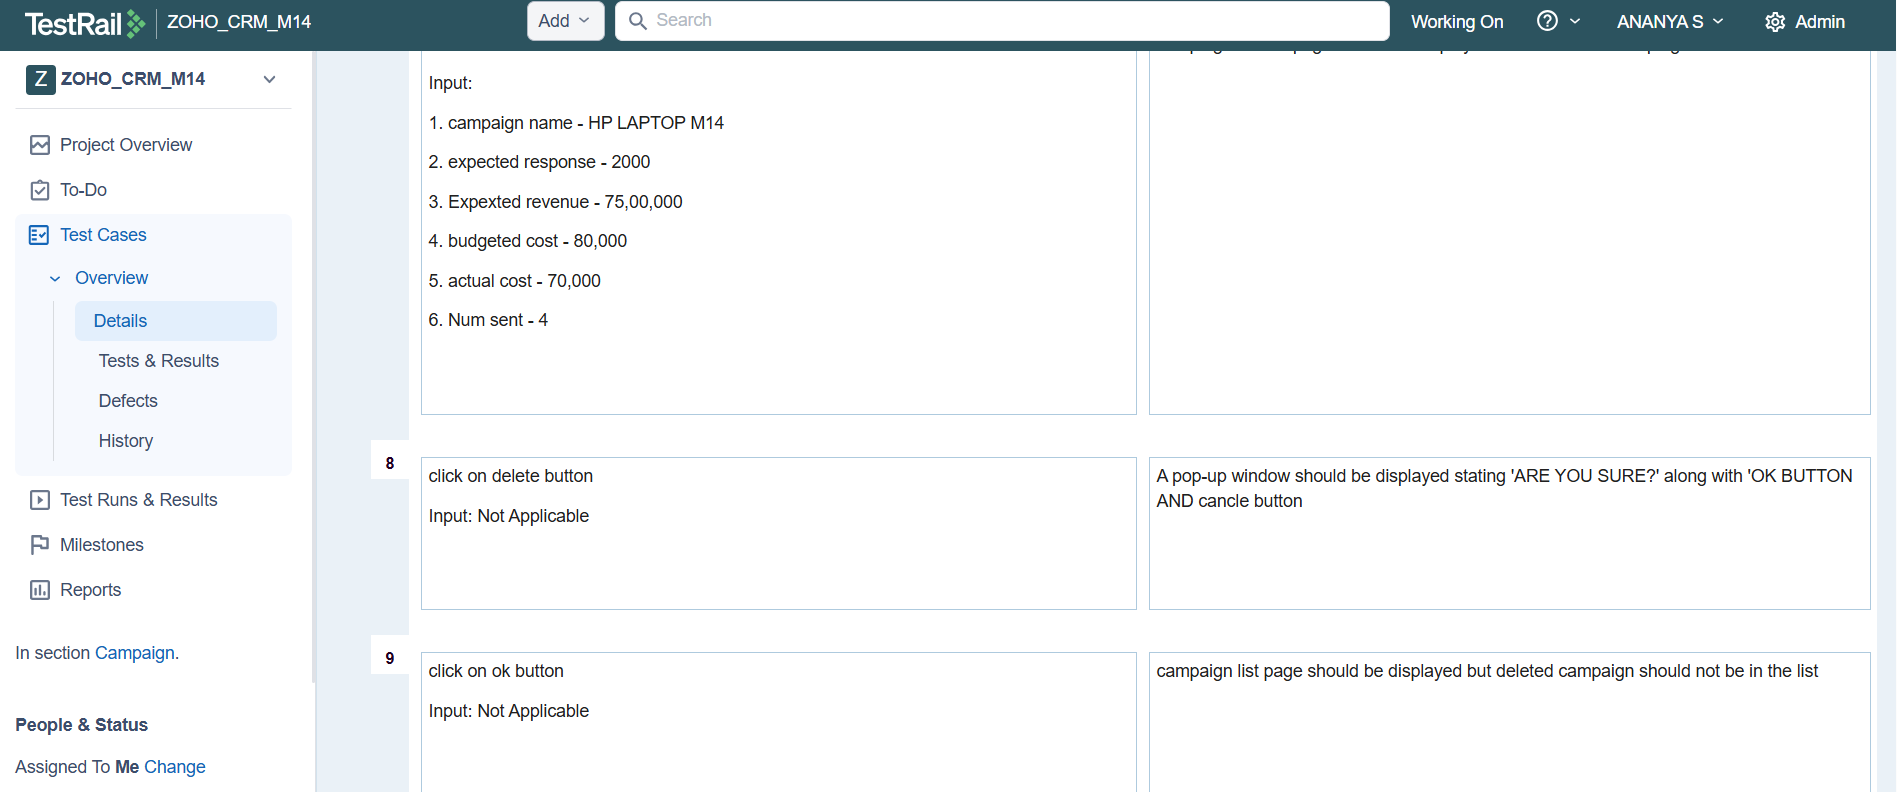 TestRail ZOHO_CRM_M14 Add Search Working On ANANYA S Admin
Z ZOHO_CRM_M14
Project Overview
To-Do
Test Cases
Overview
Details
Tests & Results
Defects
History
Test Runs & Results
Milestones
Reports
In section Campaign.
People & Status
Assigned To Me Change
Input:
1. campaign name - HP LAPTOP M14
2. expected response - 2000
3. Expexted revenue - 75,00,000
4. budgeted cost - 80,000
5. actual cost - 70,000
6. Num sent - 4
8
click on delete button
Input: Not Applicable
A pop-up window should be displayed stating 'ARE YOU SURE?' along with 'OK BUTTON
AND cancle button
9
click on ok button
Input: Not Applicable
campaign list page should be displayed but deleted campaign should not be in the list